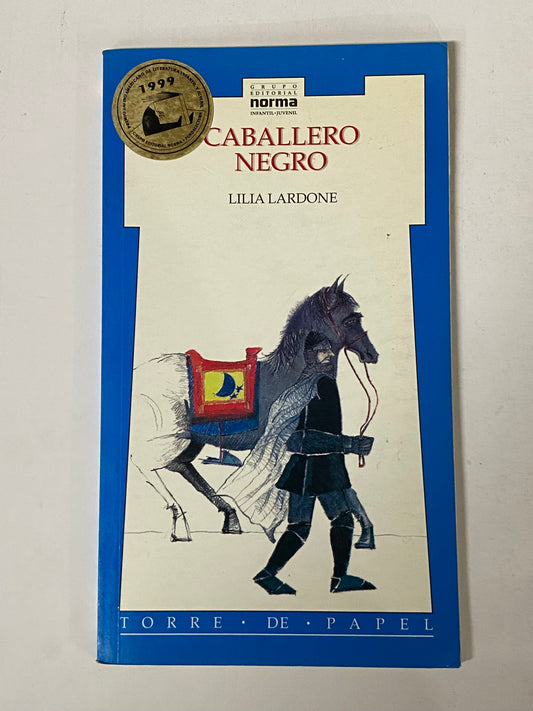 1999
GRUPO
EDITORIAL
norma
INFANTIL-JUVENIL
CABALLERO
NEGRO
LILIA LARDONE
TORRE • DE • PAPEL